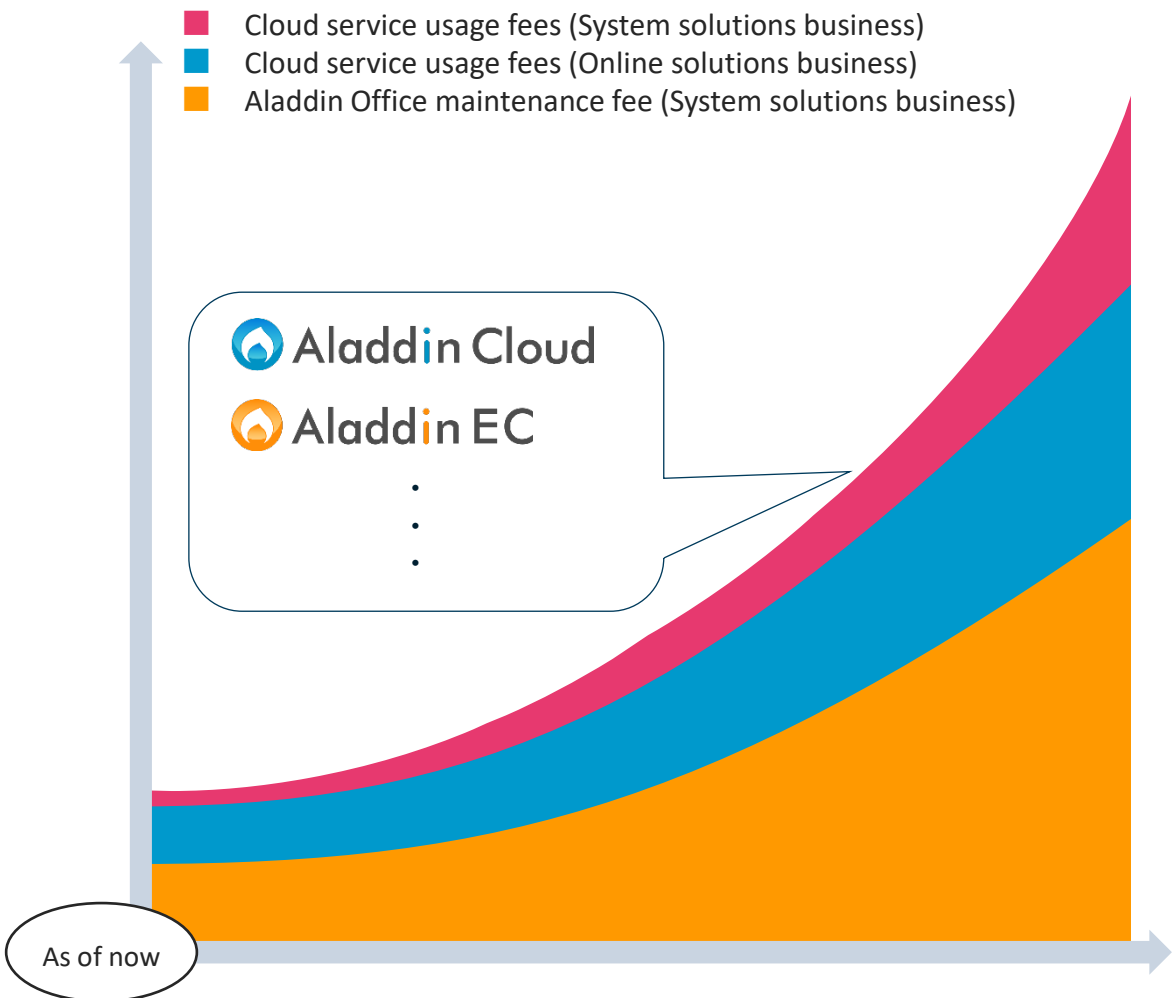 Cloud service usage fees (System solutions business)
Cloud service usage fees (Online solutions business)
Aladdin Office maintenance fee (System solutions business)
Aladdin Cloud
Aladdin EC
As of now